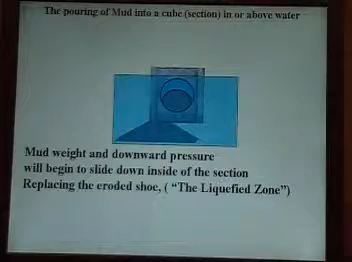 The pouring of Mud into a cube (section) in or above water
Mud weight and downward pressure
will begin to slide down inside of the section
Replacing the eroded shoe, ( “The Liquefied Zone”)